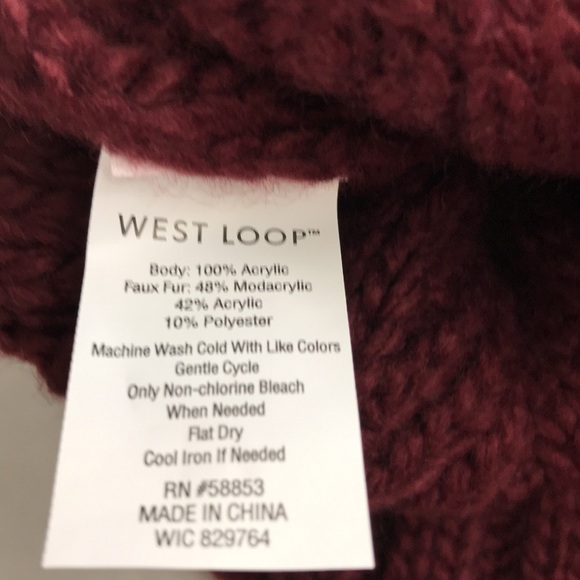 WEST LOOP™
Body: 100% Acrylic
Faux Fur: 48% Modacrylic
42% Acrylic
10% Polyester
Machine Wash Cold With Like Colors
Gentle Cycle
Only Non-chlorine Bleach
When Needed
Flat Dry
Cool Iron If Needed
RN #58853
MADE IN CHINA
WIC 829764